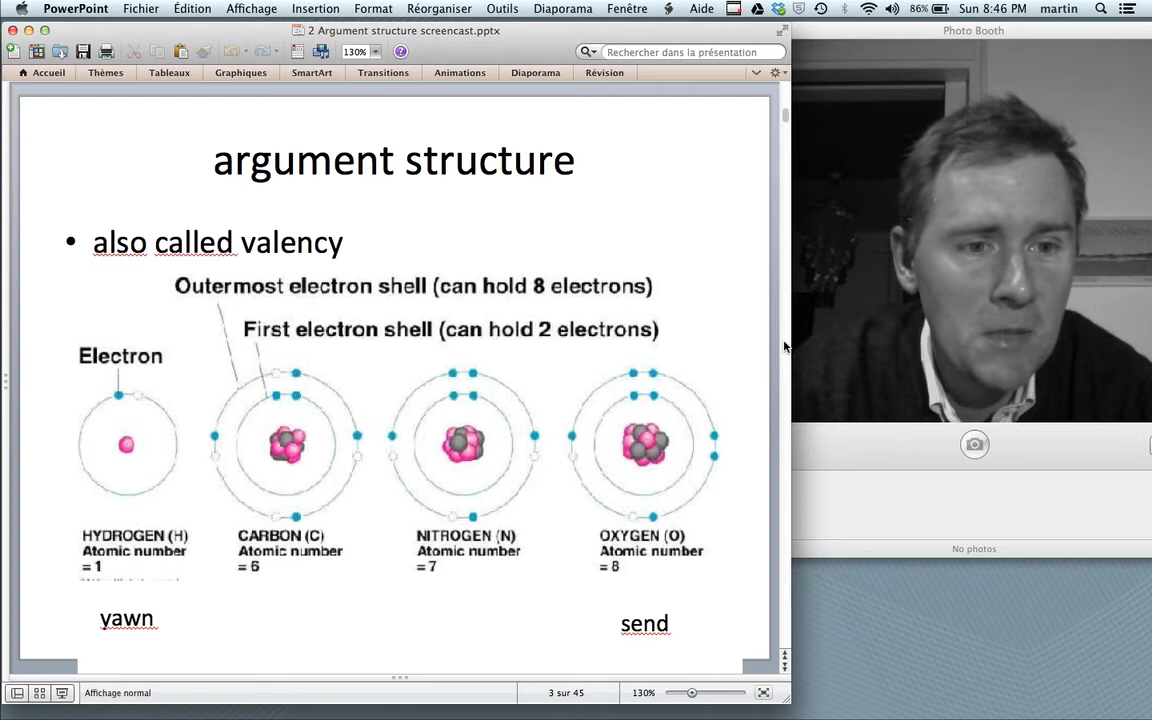 PowerPoint Fichier Édition Affichage Insertion Format Réorganiser Outils Diaporama Fenêtre Aide 86% Sun 8:46 PM martin
2 Argument structure screencast.pptx
Photo Booth
130%
Rechercher dans la présentation
Accueil Thèmes Tableaux Graphiques SmartArt Transitions Animations Diaporama Révision
argument structure
• also called valency
Outermost electron shell (can hold 8 electrons)
First electron shell (can hold 2 electrons)
Electron
HYDROGEN (H)
Atomic number
= 1
CARBON (C)
Atomic number
= 6
NITROGEN (N)
Atomic number
= 7
OXYGEN (O)
Atomic number
= 8
yawn
send
No photos
Affichage normal
3 sur 45
130%